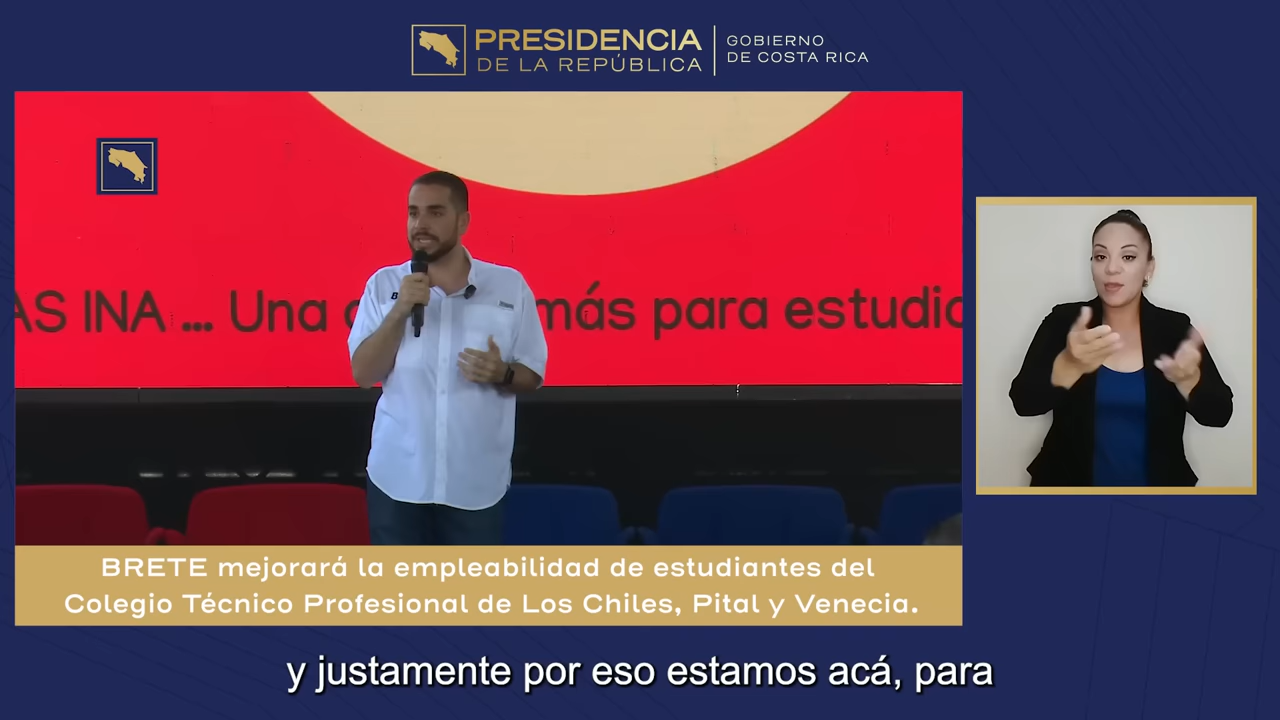 PRESIDENCIA
DE LA REPÚBLICA
GOBIERNO
DE COSTA RICA
AS INA ... Una más para estudia
BRETE mejorará la empleabilidad de estudiantes del
Colegio Técnico Profesional de Los Chiles, Pital y Venecia.
y justamente por eso estamos acá, para